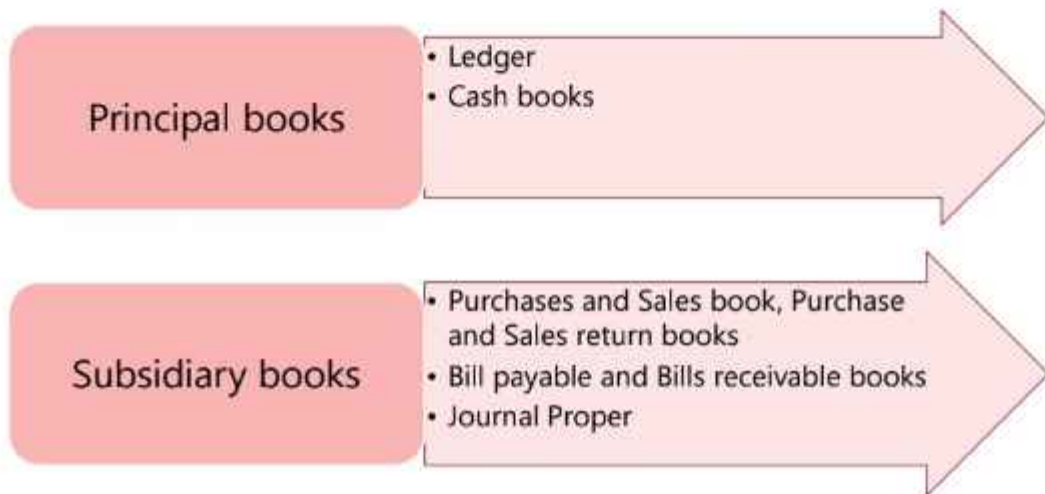 Principal books
• Ledger
• Cash books
Subsidiary books
• Purchases and Sales book, Purchase
and Sales return books
• Bill payable and Bills receivable books
• Journal Proper